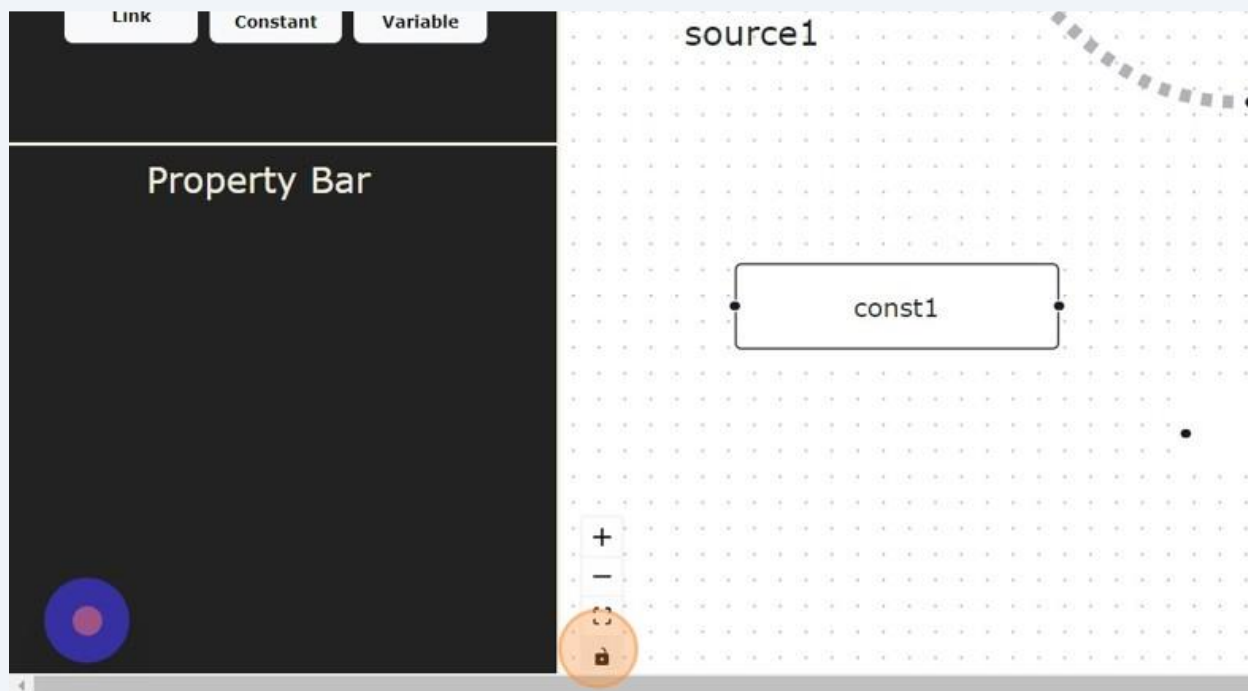 Link
Constant
Variable
source1
Property Bar
const1